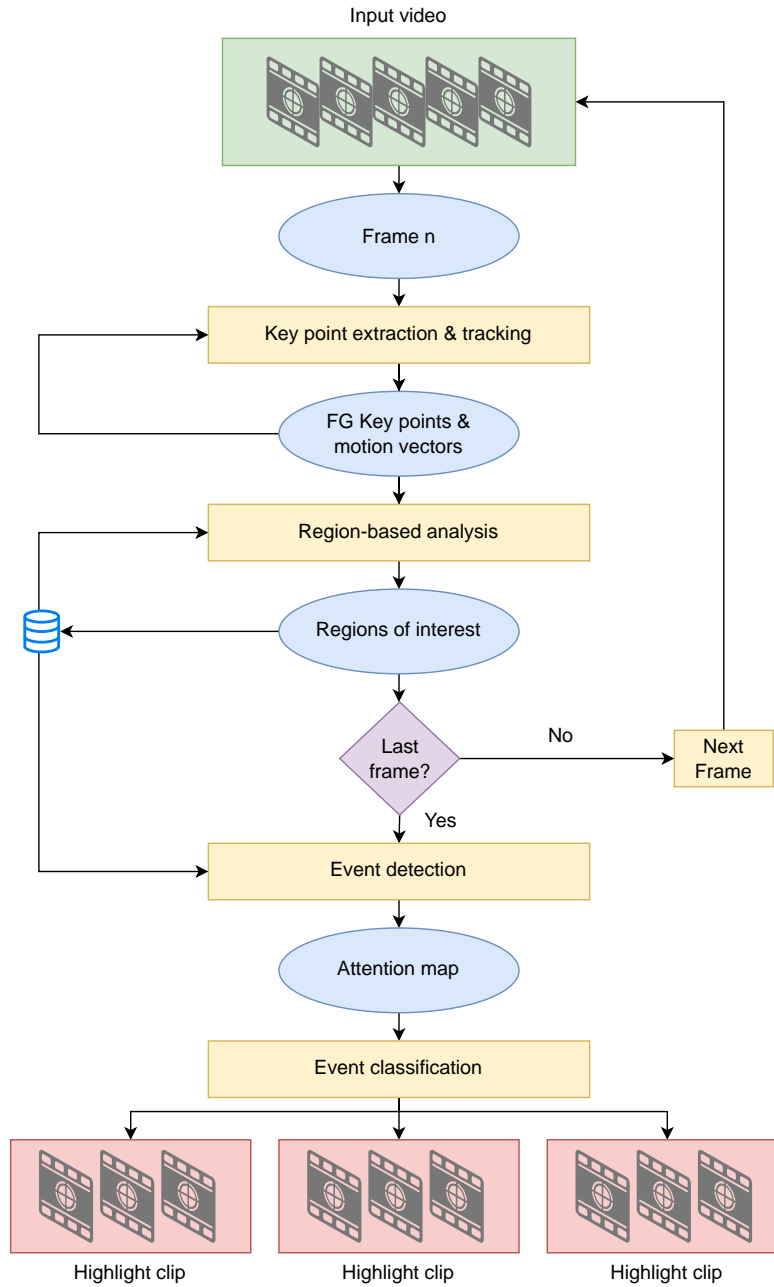 Input video
Frame n
Key point extraction & tracking
FG Key points &
motion vectors
Region-based analysis
Regions of interest
Last
frame?
No
Next
Frame
Yes
Event detection
Attention map
Event classification
Highlight clip
Highlight clip
Highlight clip